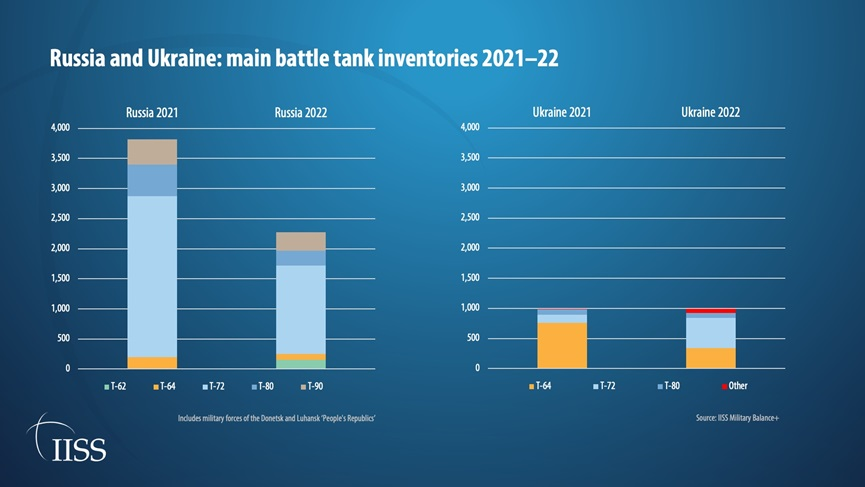 Russia and Ukraine: main battle tank inventories 2021–22
Russia 2021 Russia 2022
4,000
3,500
3,000
2,500
2,000
1,500
1,000
500
0
T-62 T-64 T-72 T-80 T-90
Includes military forces of the Donetsk and Luhansk ‘People’s Republics’
Ukraine 2021 Ukraine 2022
4,000
3,500
3,000
2,500
2,000
1,500
1,000
500
0
T-64 T-72 T-80 Other
Source: IISS Military Balance+
IISS